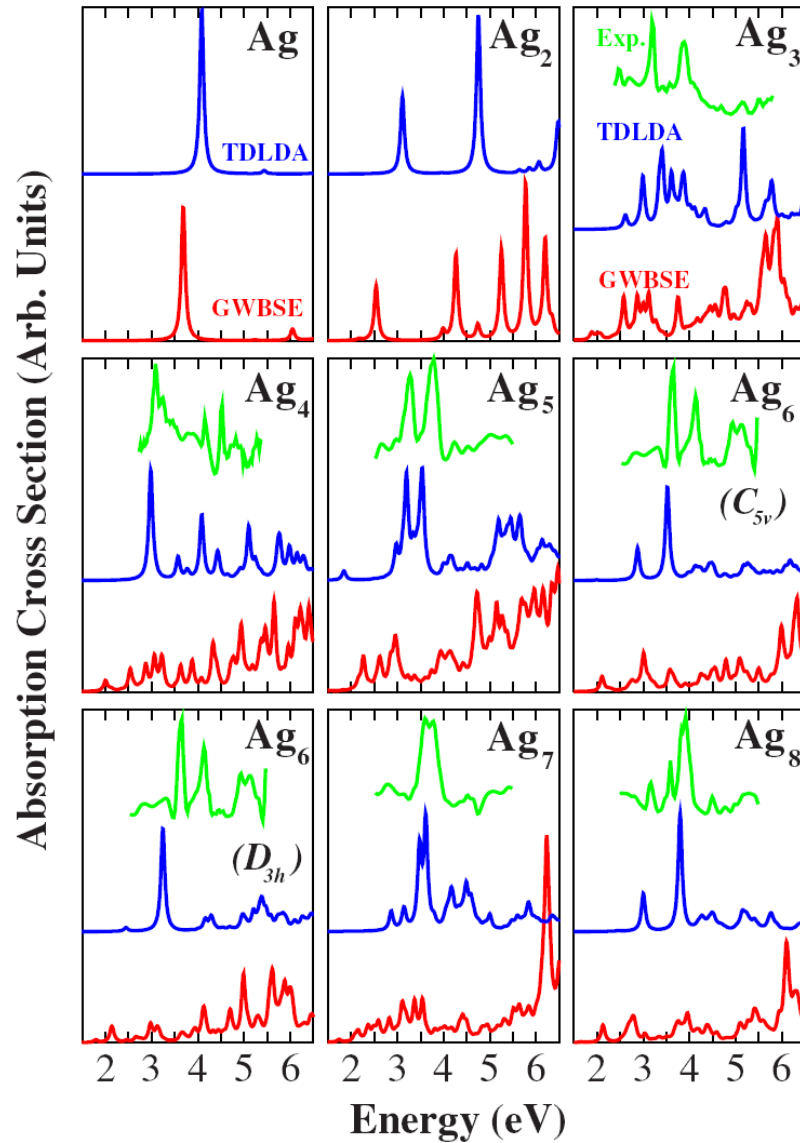 Absorption Cross Section (Arb. Units)
Ag
TDLDA
GWBSE
Ag2
Exp.
Ag3
TDLDA
GWBSE
Ag4
Ag5
Ag6
(C5v)
Ag6
(D3h)
Ag7
Ag8
2 3 4 5 6 2 3 4 5 6 2 3 4 5 6
Energy (eV)